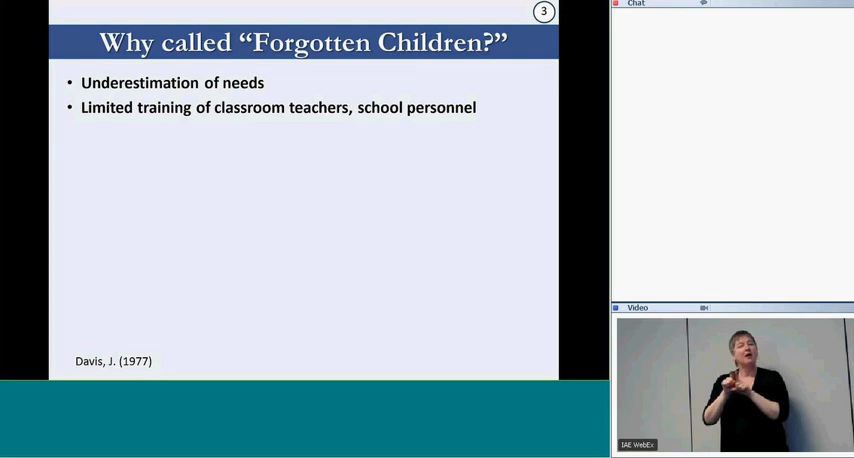 3
Why called “Forgotten Children?”
• Underestimation of needs
• Limited training of classroom teachers, school personnel
Davis, J. (1977)
Chat
Video
IAE WebEx